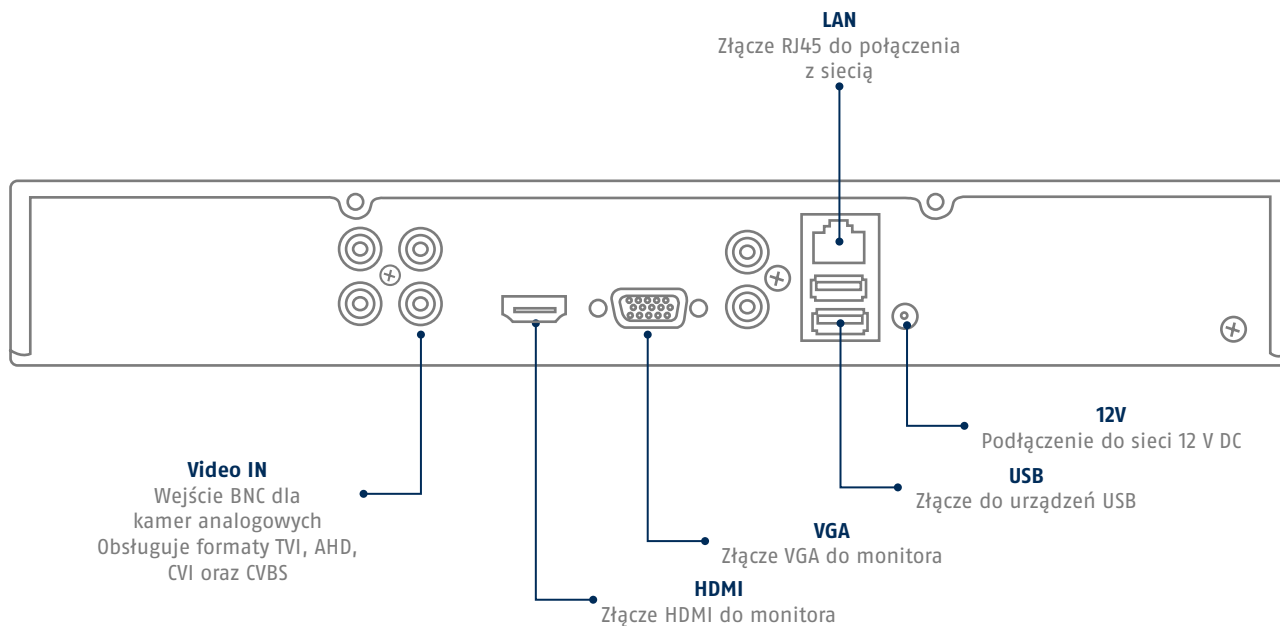 LAN
Złącze RJ45 do połączenia
z siecią
12V
Podłączenie do sieci 12 V DC
Video IN
Wejście BNC dla
kamer analogowych
Obsługuje formaty TVI, AHD,
CVI oraz CVBS
USB
Złącze do urządzeń USB
VGA
Złącze VGA do monitora
HDMI
Złącze HDMI do monitora